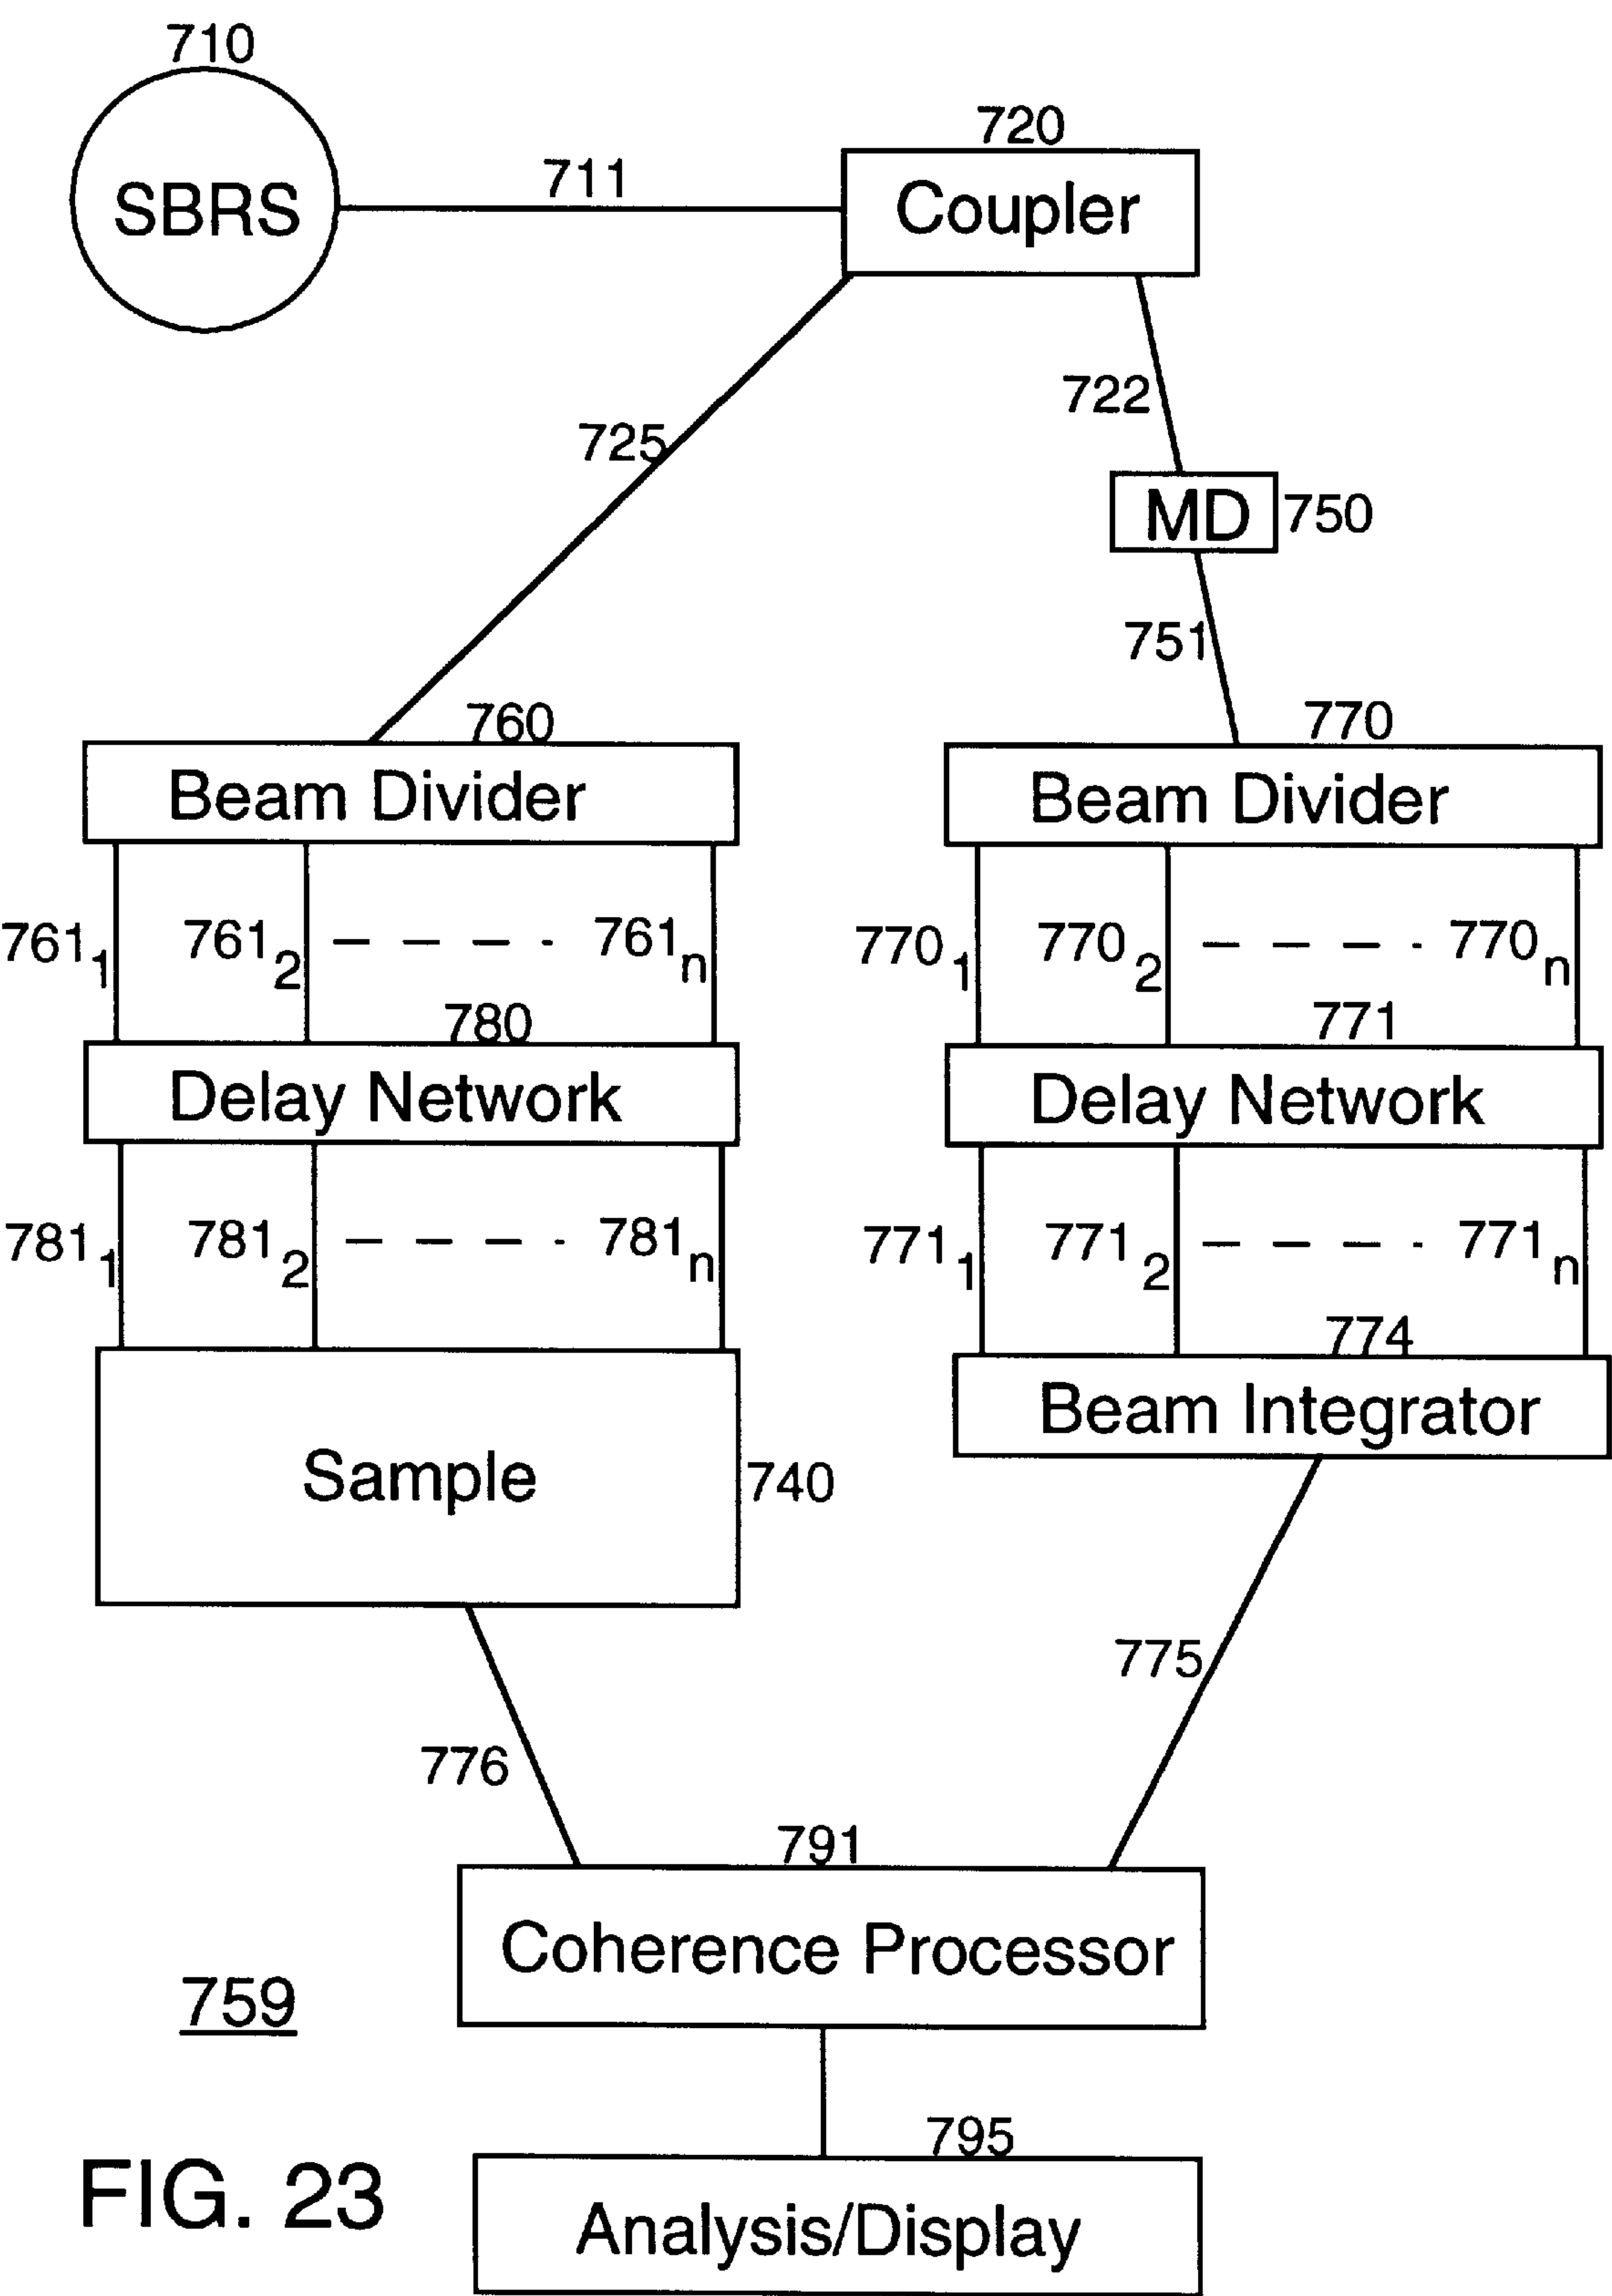 710
SBRS
711
720
Coupler
725
722
MD
750
751
760
Beam Divider
770
Beam Divider
761₁
761₂
761ₙ
770₁
770₂
770ₙ
780
Delay Network
771
Delay Network
781₁
781₂
781ₙ
771₁
771₂
771ₙ
Sample
740
774
Beam Integrator
776
775
791
Coherence Processor
759
795
Analysis/Display
FIG. 23